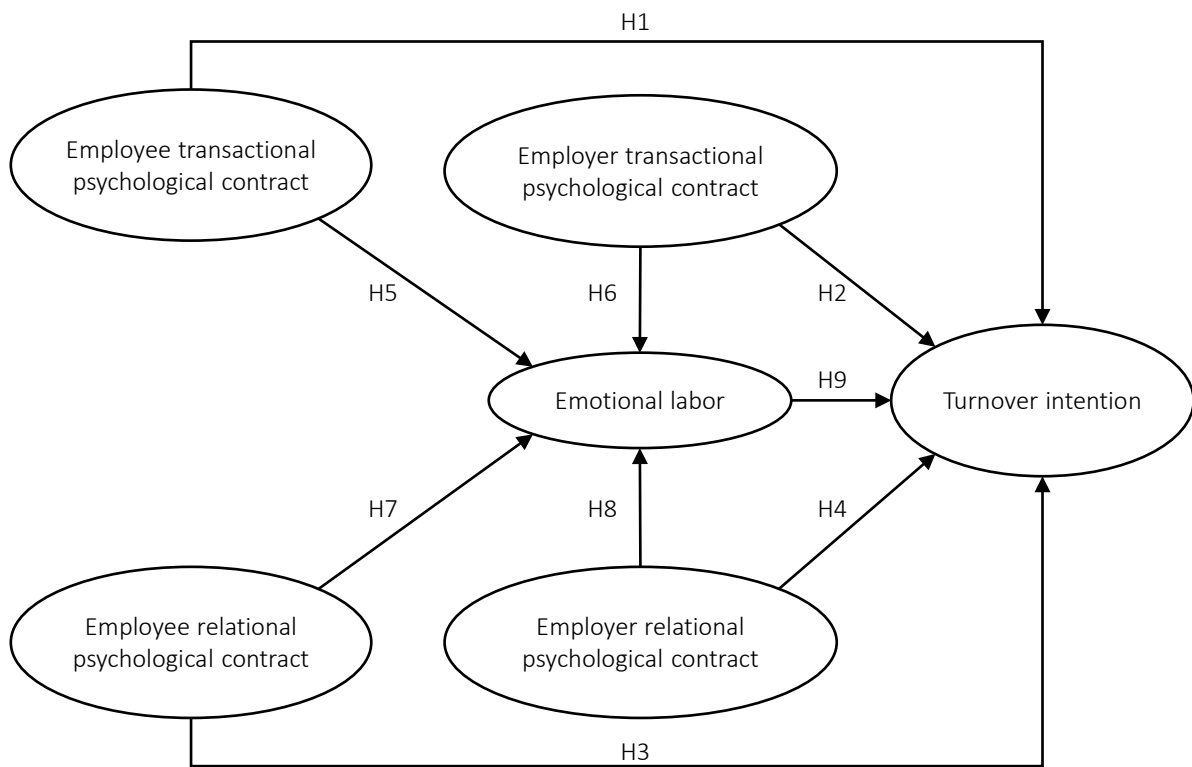 H1
Employee transactional
psychological contract
Employer transactional
psychological contract
H5
H6
H2
Emotional labor
H9
Turnover intention
H7
H8
H4
Employee relational
psychological contract
Employer relational
psychological contract
H3